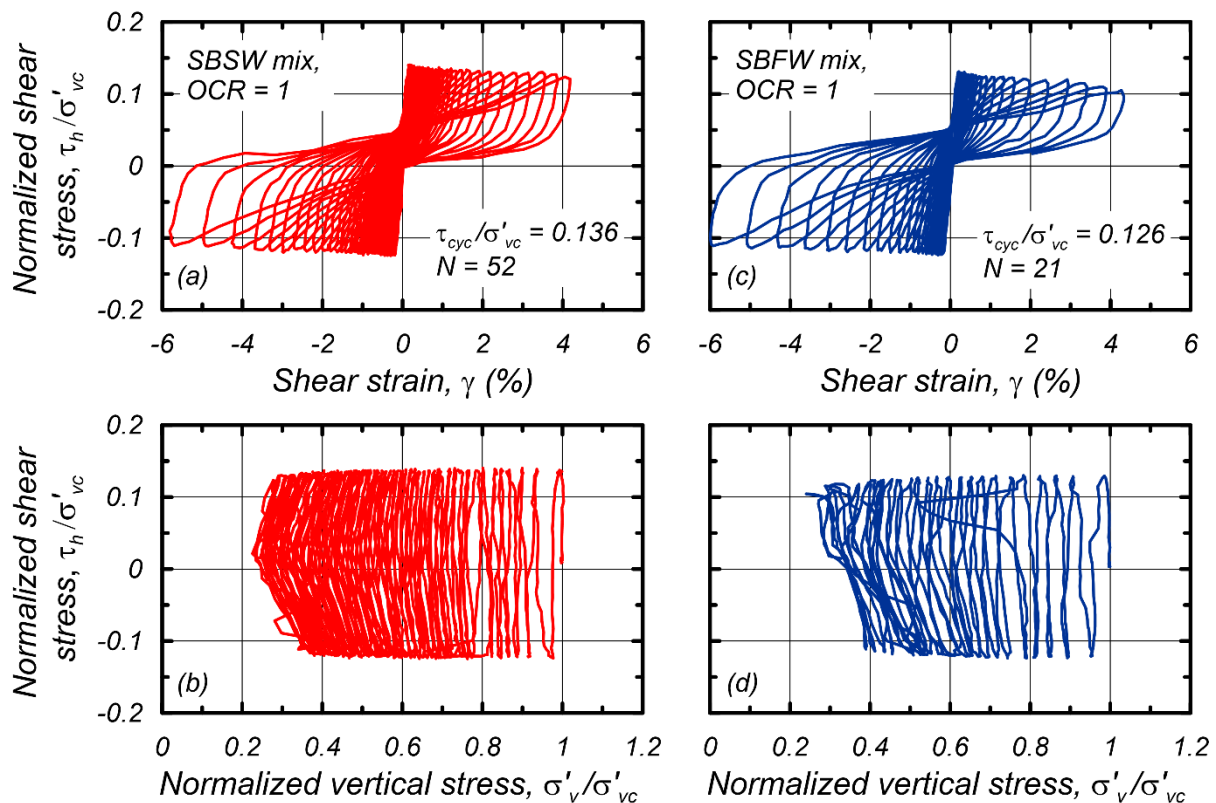 Normalized shear
stress, τh/σ'vc
0.2
0.1
0
-0.1
-0.2
SBSW mix,
OCR = 1
τcyc/σ'vc = 0.136
N = 52
(a)
-6 -4 -2 0 2 4 6
Shear strain, γ (%)
SBFW mix,
OCR = 1
τcyc/σ'vc = 0.126
N = 21
(c)
-6 -4 -2 0 2 4 6
Shear strain, γ (%)
Normalized shear
stress, τh/σ'vc
0.2
0.1
0
-0.1
-0.2
(b)
0 0.2 0.4 0.6 0.8 1 1.2
Normalized vertical stress, σ'v/σ'vc
(d)
0 0.2 0.4 0.6 0.8 1 1.2
Normalized vertical stress, σ'v/σ'vc